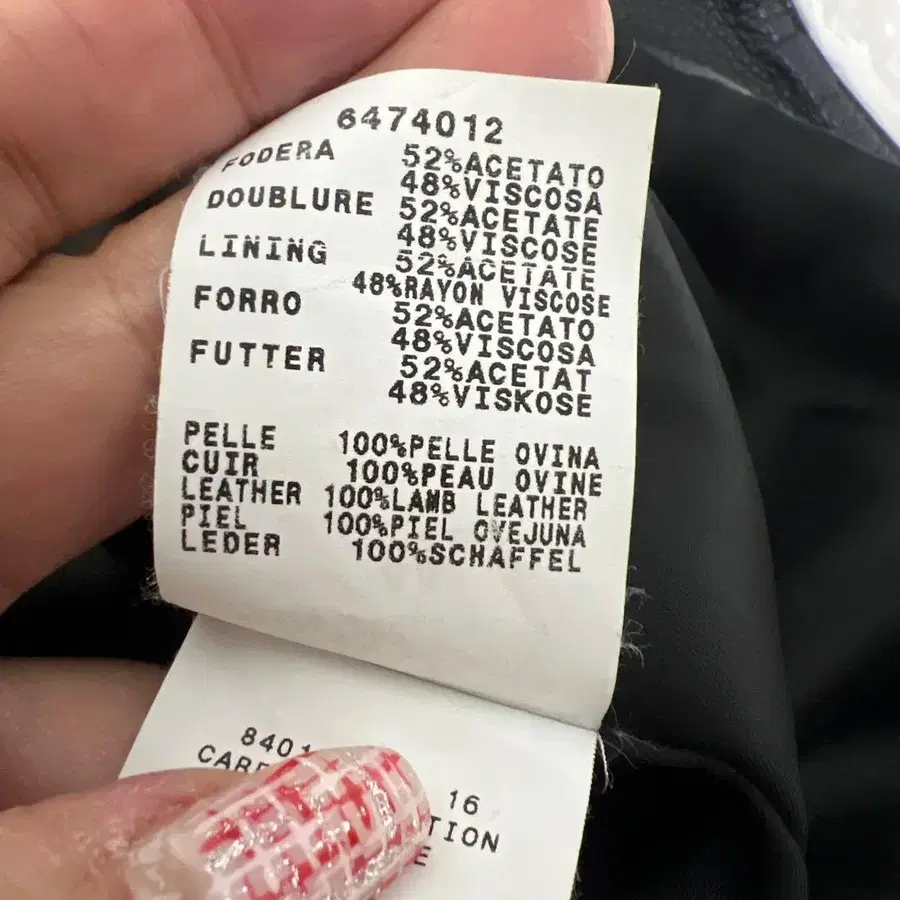 6474012
FODERA 52%ACETATO
48%VISCOSA
DOUBLURE 52%ACETATE
48%VISCOSE
LINING 52%ACETATE
48%RAYON VISCOSE
FORRO 52%ACETATO
48%VISCOSA
FUTTER 52%ACETAT
48%VISKOSE
PELLE 100%PELLE OVINA
CUIR 100%PEAU OVINE
LEATHER 100%LAMB LEATHER
PIEL 100%PIEL OVEJUNA
LEDER 100%SCHAFFEL
8401
16